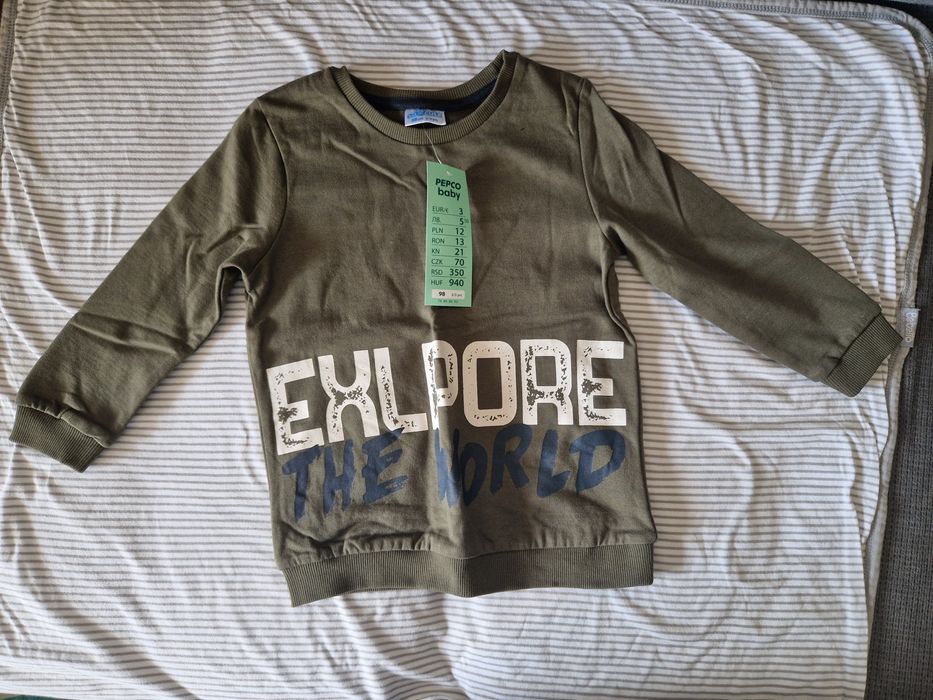 PEPCO
baby
EUR/€ 3
ЛВ. 5
PLN 12
RON 13
KN 21
CZK 70
RSD 350
HUF 940
98
EXLPORE
THE WORLD